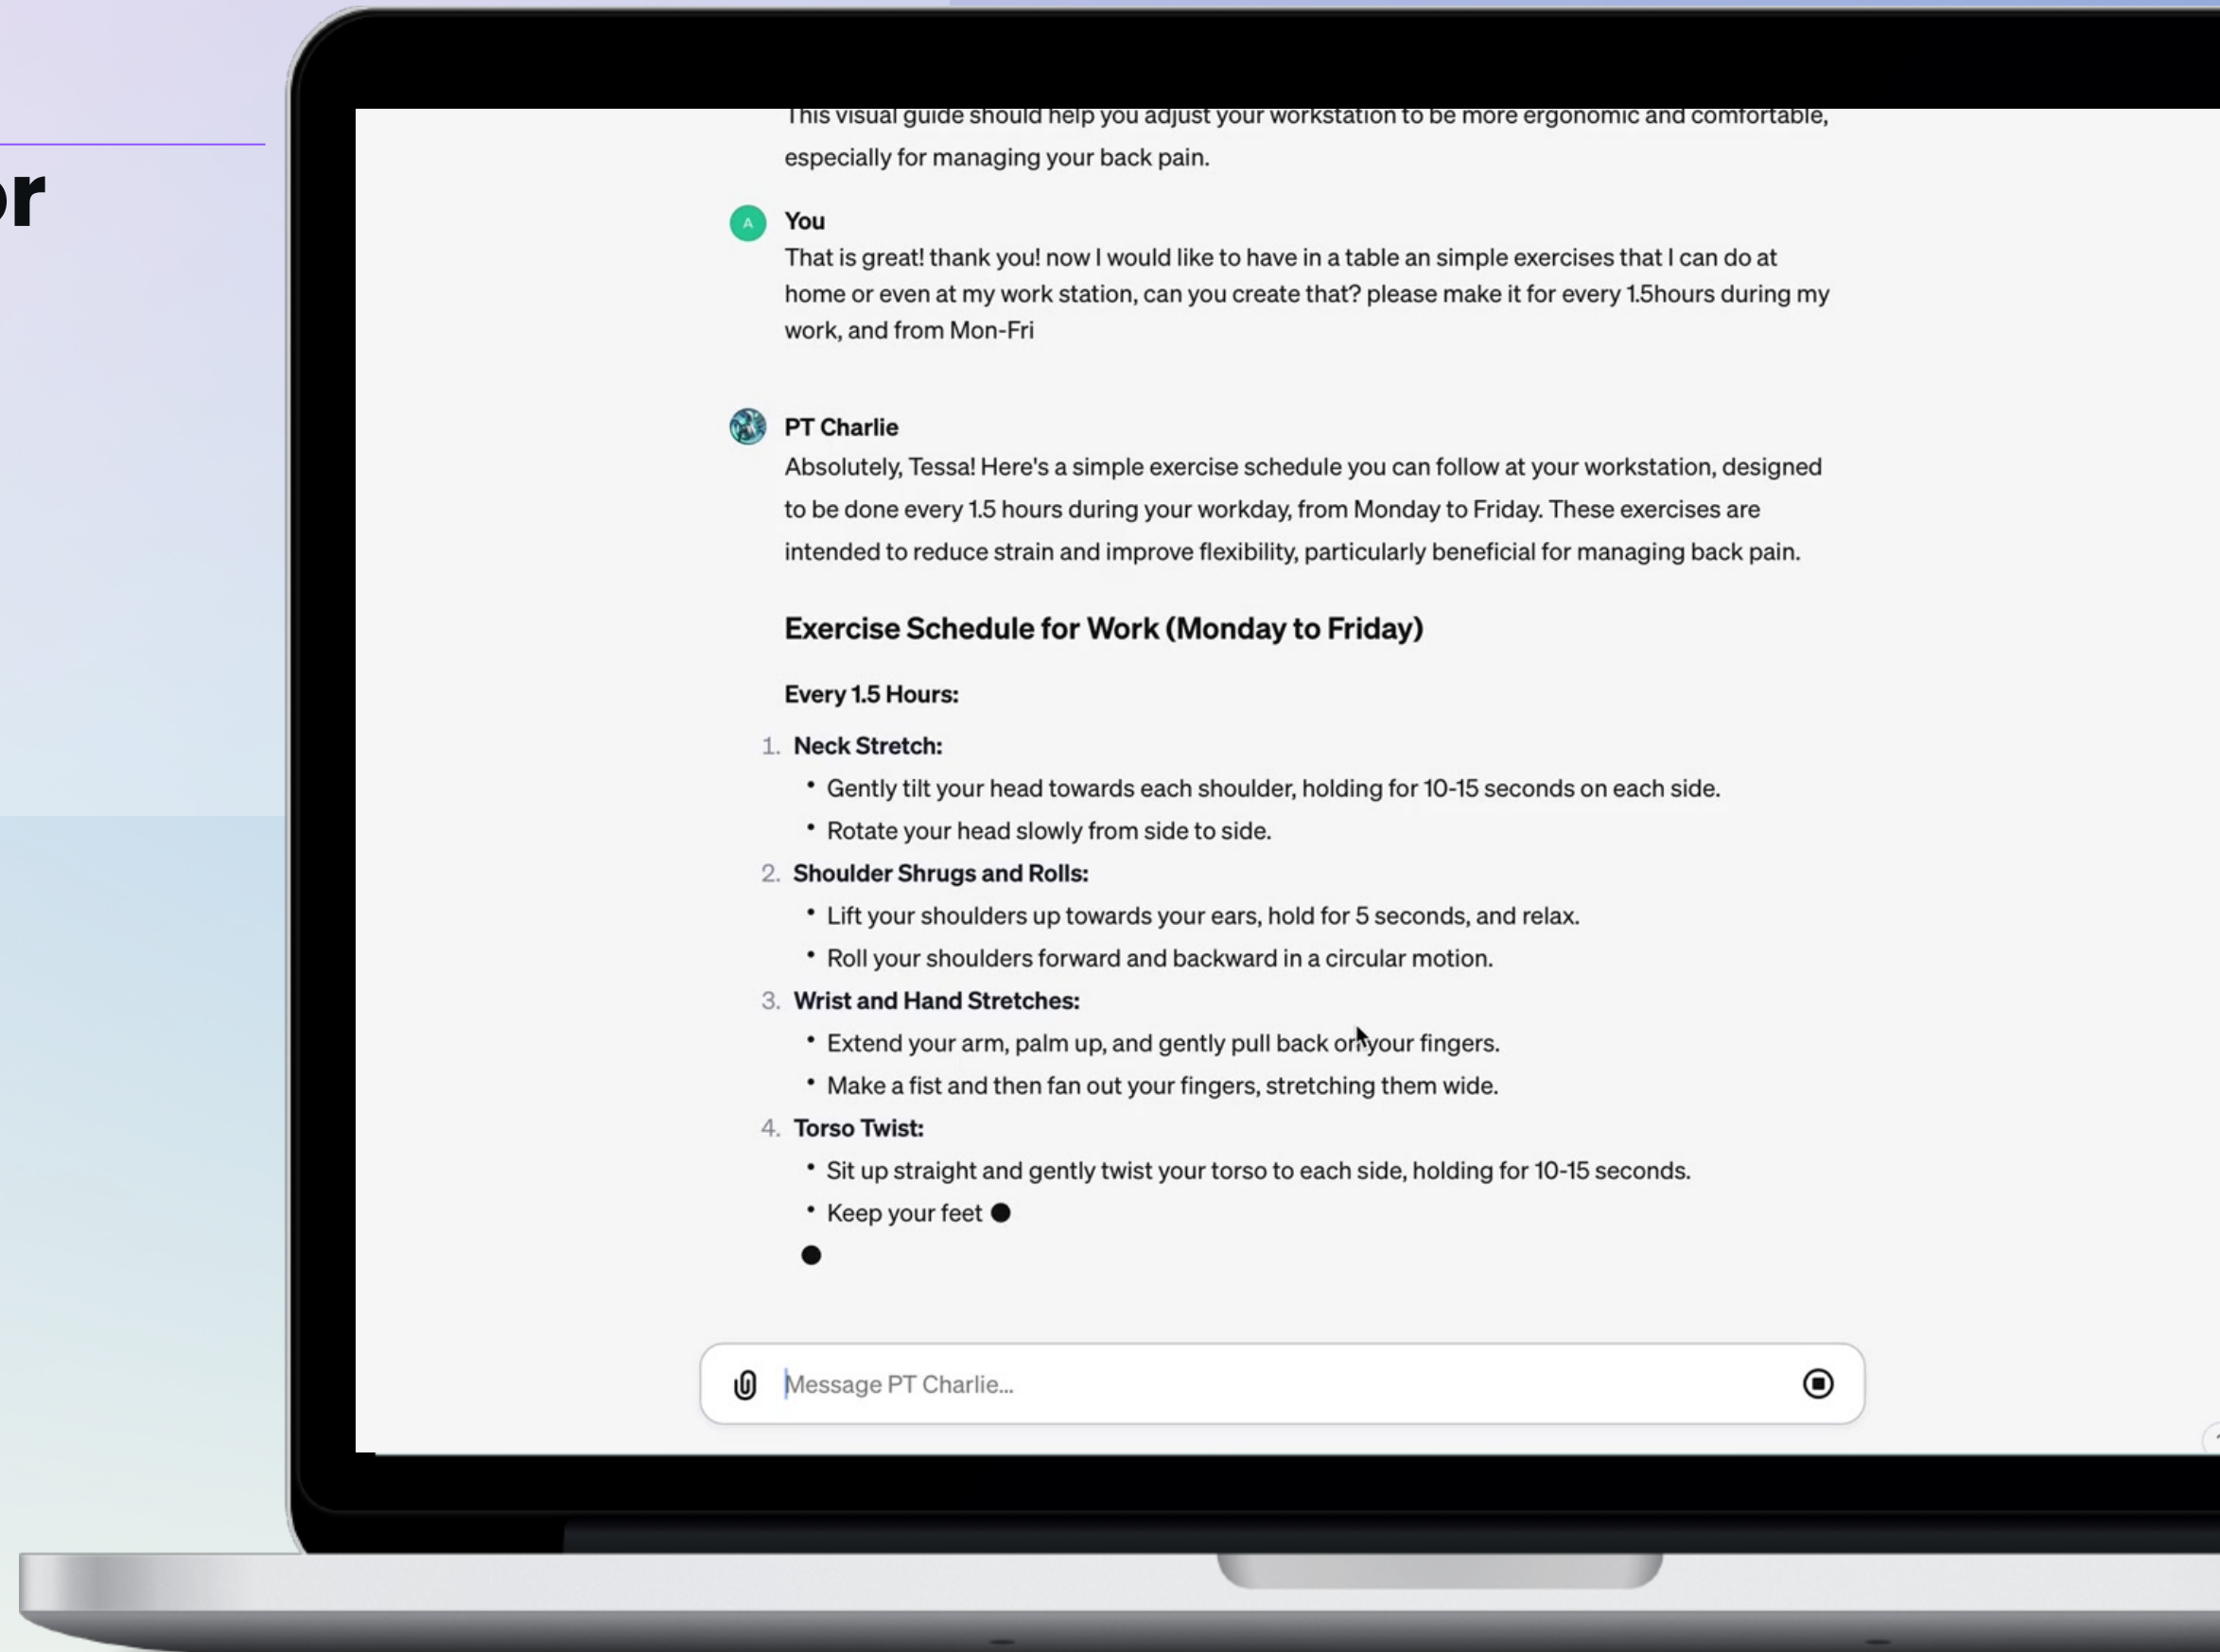 or
This visual guide should help you adjust your workstation to be more ergonomic and comfortable,
especially for managing your back pain.
A
You
That is great! thank you! now I would like to have in a table an simple exercises that I can do at
home or even at my work station, can you create that? please make it for every 1.5hours during my
work, and from Mon-Fri
PT Charlie
Absolutely, Tessa! Here's a simple exercise schedule you can follow at your workstation, designed
to be done every 1.5 hours during your workday, from Monday to Friday. These exercises are
intended to reduce strain and improve flexibility, particularly beneficial for managing back pain.
Exercise Schedule for Work (Monday to Friday)
Every 1.5 Hours:
1. Neck Stretch:
• Gently tilt your head towards each shoulder, holding for 10-15 seconds on each side.
• Rotate your head slowly from side to side.
2. Shoulder Shrugs and Rolls:
• Lift your shoulders up towards your ears, hold for 5 seconds, and relax.
• Roll your shoulders forward and backward in a circular motion.
3. Wrist and Hand Stretches:
• Extend your arm, palm up, and gently pull back on your fingers.
• Make a fist and then fan out your fingers, stretching them wide.
4. Torso Twist:
• Sit up straight and gently twist your torso to each side, holding for 10-15 seconds.
• Keep your feet
Message PT Charlie...